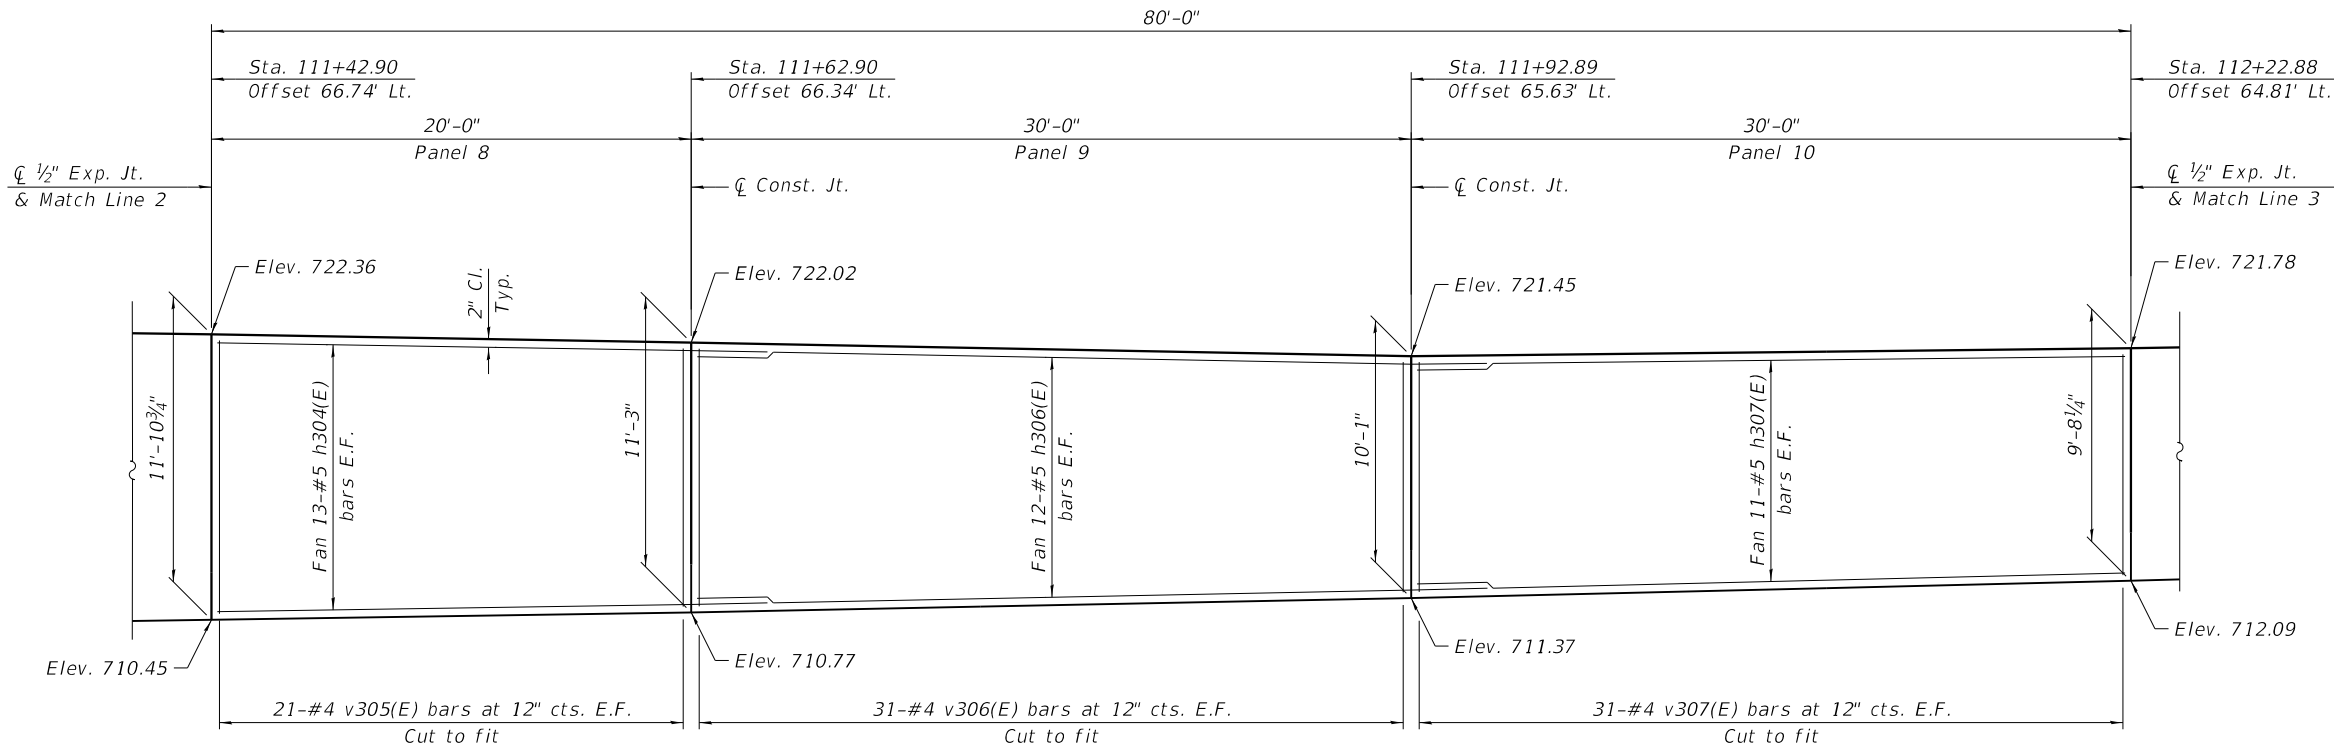 80'-0"
Sta. 111+42.90
Offset 66.74' Lt.
Sta. 111+62.90
Offset 66.34' Lt.
Sta. 111+92.89
Offset 65.63' Lt.
Sta. 112+22.88
Offset 64.81' Lt.
20'-0"
Panel 8
30'-0"
Panel 9
30'-0"
Panel 10
℄ ½" Exp. Jt.
& Match Line 2
℄ Const. Jt.
℄ Const. Jt.
℄ ½" Exp. Jt.
& Match Line 3
Elev. 722.36
2" Cl.
Typ.
Elev. 722.02
Elev. 721.45
Elev. 721.78
11'-10¾"
Fan 13-#5 h304(E)
bars E.F.
11'-3"
Fan 12-#5 h306(E)
bars E.F.
10'-1"
Fan 11-#5 h307(E)
bars E.F.
9'-8¼"
Elev. 710.45
Elev. 710.77
Elev. 711.37
Elev. 712.09
21-#4 v305(E) bars at 12" cts. E.F.
Cut to fit
31-#4 v306(E) bars at 12" cts. E.F.
Cut to fit
31-#4 v307(E) bars at 12" cts. E.F.
Cut to fit